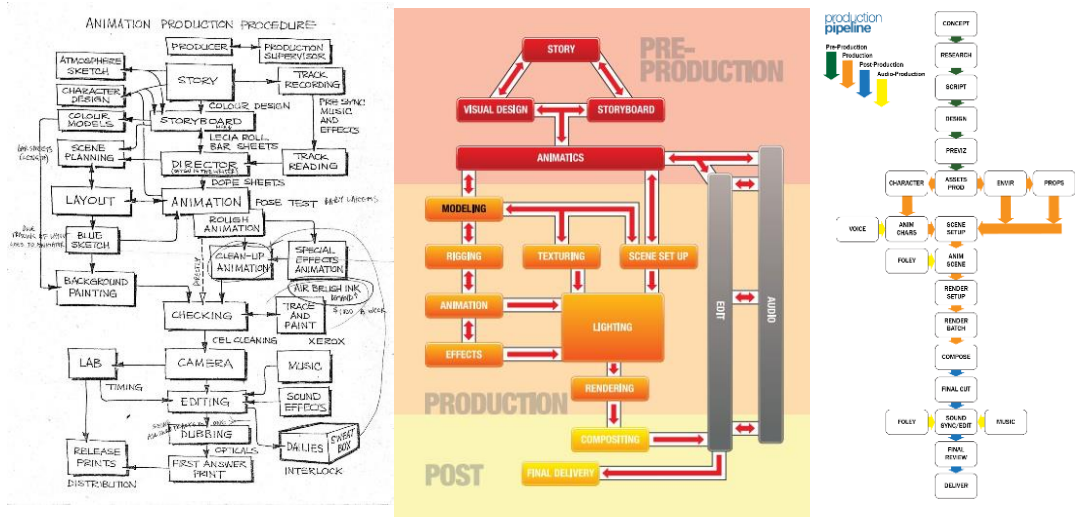 ANIMATION PRODUCTION PROCEDURE
PRODUCER
PRODUCTION
SUPERVISOR
ATMOSPHERE
SKETCH
STORY
TRACK
RECORDING
CHARACTER
DESIGN
COLOUR DESIGN
PRE SYNC
MUSIC
AND
EFFECTS
COLOUR
MODELS
STORYBOARD
LECIA ROLL
BAR SHEETS
SCENE
PLANNING
DIRECTOR
TRACK
READING
DOPE SHEETS
LAYOUT
ANIMATION
POSE TEST
ROUGH
ANIMATION
BLUE
SKETCH
CLEAN-UP
ANIMATION
SPECIAL
EFFECTS
ANIMATION
DIRECTLY
BACKGROUND
PAINTING
AIR BRUSH INK
CHECKING
TRACE
AND
PAINT
CEL CLEANING
XEROX
LAB
CAMERA
MUSIC
TIMING
EDITING
SOUND
EFFECTS
DUBBING
DAILIES
SWEAT
BOX
OPTICALS
INTERLOCK
RELEASE
PRINTS
FIRST ANSWER
PRINT
DISTRIBUTION
PRE-
PRODUCTION
STORY
VISUAL DESIGN
STORYBOARD
ANIMATICS
MODELING
RIGGING
TEXTURING
SCENE SET UP
ANIMATION
LIGHTING
EFFECTS
RENDERING
EDIT
AUDIO
PRODUCTION
COMPOSITING
POST
FINAL DELIVERY
production
pipeline
Pre-Production
Production
Post-Production
Audio-Production
CONCEPT
RESEARCH
SCRIPT
DESIGN
PREVIZ
CHARACTER
ASSETS
PROD
ENVIR
PROPS
VOICE
ANIM
CHARS
SCENE
SETUP
FOLEY
ANIM
SCENE
RENDER
SETUP
RENDER
BATCH
COMPOSE
FINAL CUT
FOLEY
SOUND
SYNC/EDIT
MUSIC
FINAL
REVIEW
DELIVER